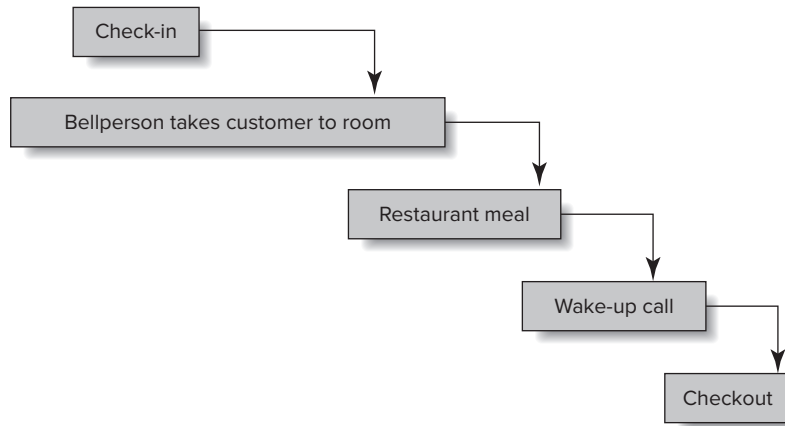 Check-in
Bellperson takes customer to room
Restaurant meal
Wake-up call
Checkout